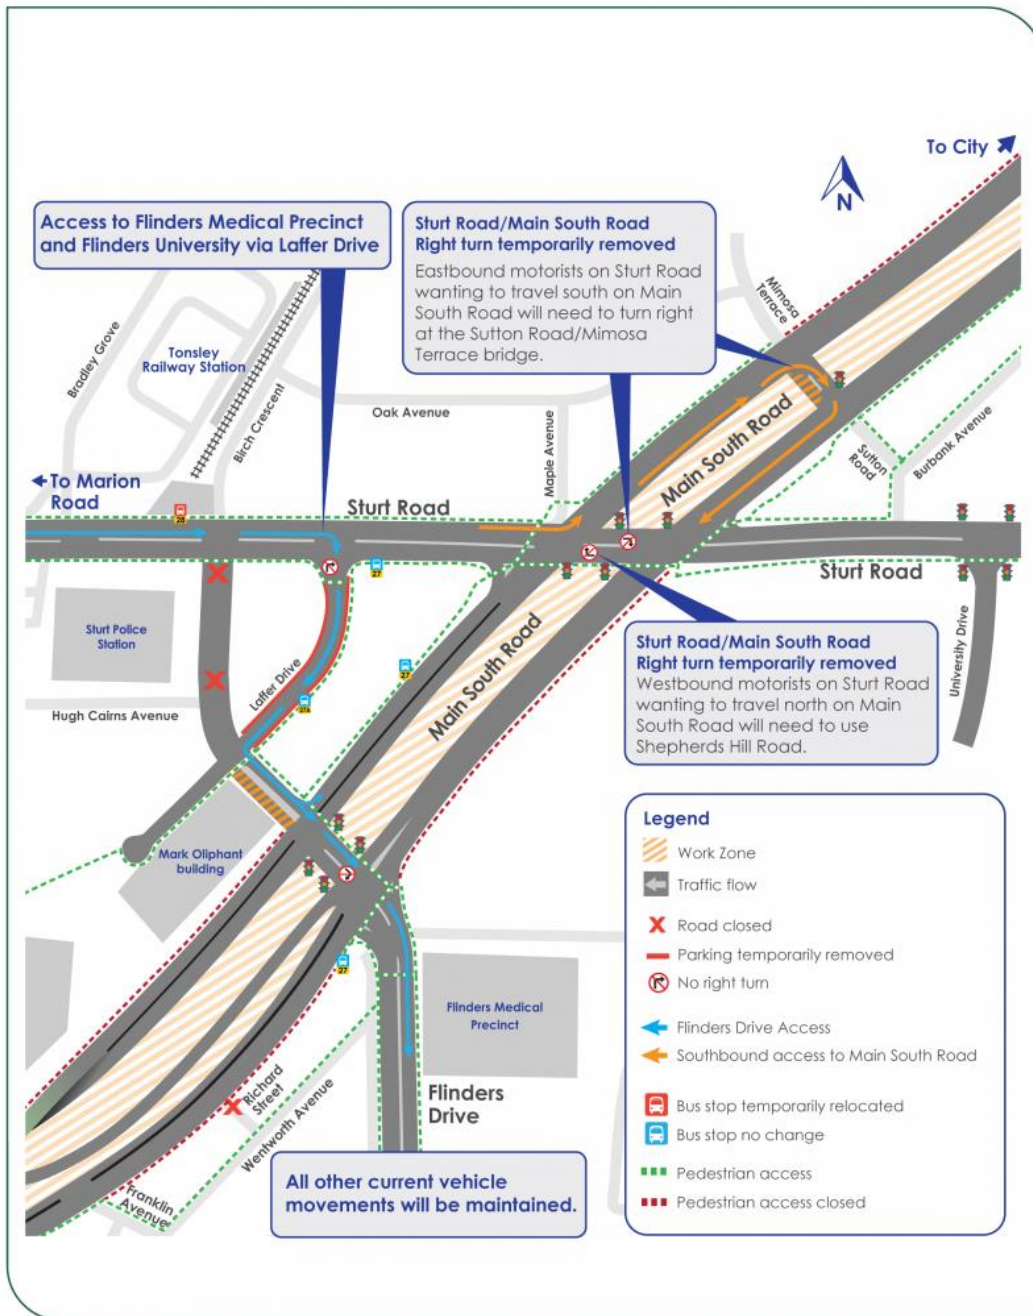 To City
N
Access to Flinders Medical Precinct
and Flinders University via Laffer Drive
Sturt Road/Main South Road
Right turn temporarily removed
Eastbound motorists on Sturt Road
wanting to travel south on Main
South Road will need to turn right
at the Sutton Road/Mimosa
Terrace bridge.
Mimosa
Terrace
Bradley Grove
Tonsley
Railway Station
Birch Crescent
Oak Avenue
Maple Avenue
Main South Road
Sutton
Road
Burbank Avenue
To Marion
Road
28
Sturt Road
27
Sturt Road
University Drive
Sturt Police
Station
Hugh Cairns Avenue
Laffer Drive
27A
27
Main South Road
Sturt Road/Main South Road
Right turn temporarily removed
Westbound motorists on Sturt Road
wanting to travel north on Main
South Road will need to use
Shepherds Hill Road.
Mark Oliphant
building
27
Flinders Medical
Precinct
Flinders
Drive
Richard
Street
Wentworth Avenue
Franklin
Avenue
All other current vehicle
movements will be maintained.
Legend
Work Zone
Traffic flow
Road closed
Parking temporarily removed
No right turn
Flinders Drive Access
Southbound access to Main South Road
Bus stop temporarily relocated
Bus stop no change
Pedestrian access
Pedestrian access closed